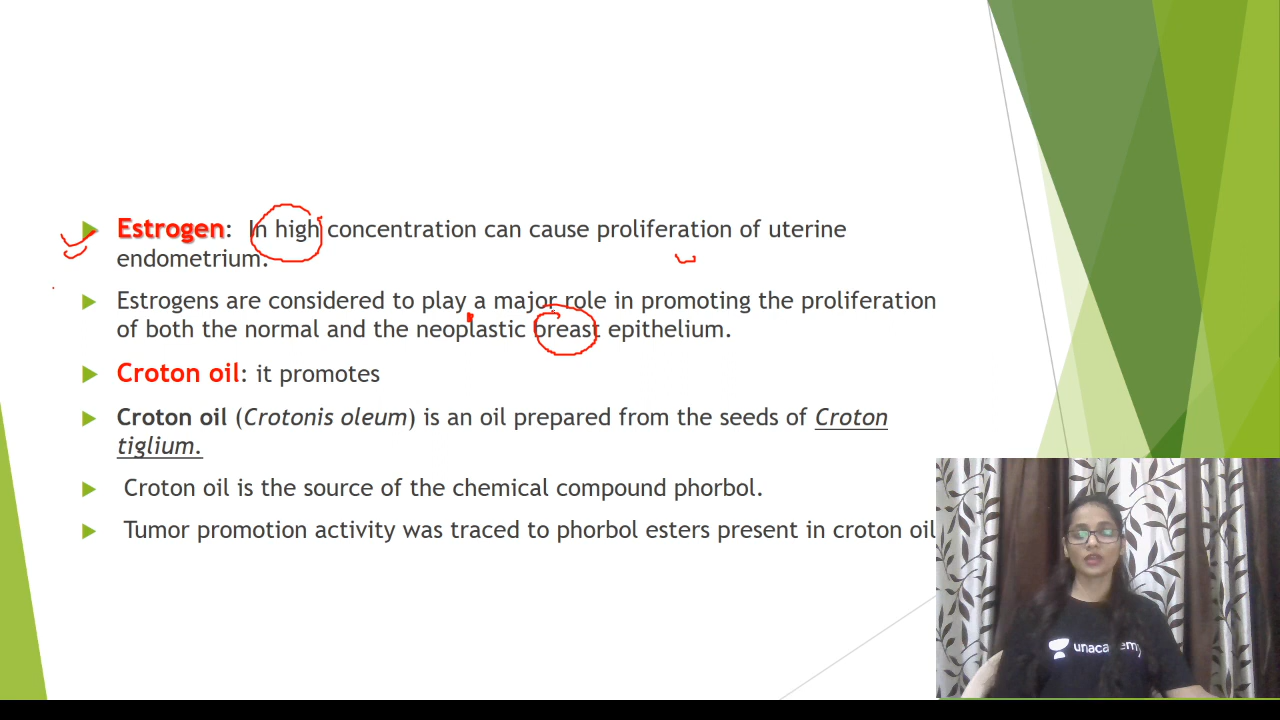 Estrogen: In high concentration can cause proliferation of uterine
endometrium.
Estrogens are considered to play a major role in promoting the proliferation
of both the normal and the neoplastic breast epithelium.
Croton oil: it promotes
Croton oil (Crotonis oleum) is an oil prepared from the seeds of Croton
tiglium.
Croton oil is the source of the chemical compound phorbol.
Tumor promotion activity was traced to phorbol esters present in croton oil
unacademy